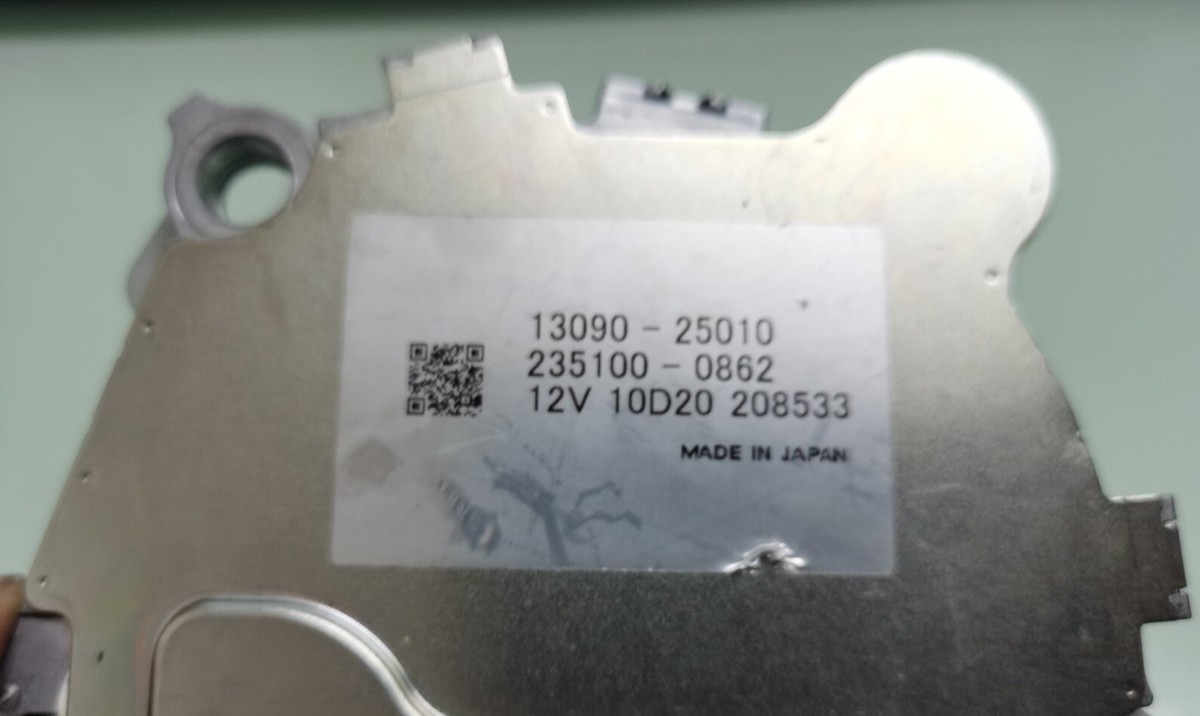 13090 - 25010
235100 - 0862
12V 10D20 208533
MADE IN JAPAN